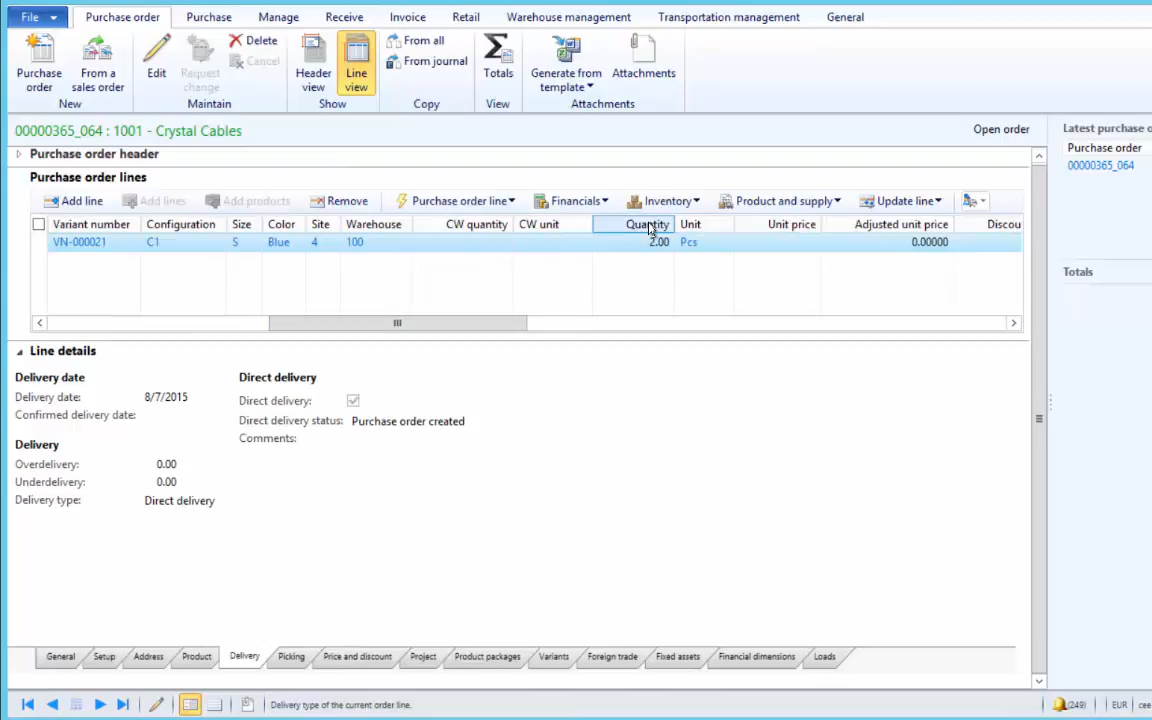 File Purchase order Purchase Manage Receive Invoice Retail Warehouse management Transportation management General
Purchase order
From a sales order
Edit
Request change
Delete
Cancel
Header view
Line view
From all
From journal
Totals
Generate from template
Attachments
New Maintain Show Copy View Attachments
00000365_064 : 1001 - Crystal Cables
Open order
Latest purchase o
Purchase order
00000365_064
Totals
Purchase order header
Purchase order lines
Add line Add lines Add products Remove Purchase order line Financials Inventory Product and supply Update line
Variant number Configuration Size Color Site Warehouse CW quantity CW unit Quantity Unit Unit price Adjusted unit price Discou
VN-000021 C1 S Blue 4 100 2.00 Pcs 0.00000
Line details
Delivery date
Delivery date: 8/7/2015
Confirmed delivery date:
Delivery
Overdelivery: 0.00
Underdelivery: 0.00
Delivery type: Direct delivery
Direct delivery
Direct delivery:
Direct delivery status: Purchase order created
Comments:
General Setup Address Product Delivery Picking Price and discount Project Product packages Variants Foreign trade Fixed assets Financial dimensions Loads
Delivery type of the current order line.
(249) EUR cee